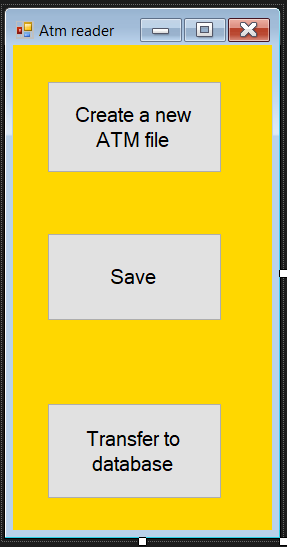 Atm reader
Create a new
ATM file
Save
Transfer to
database